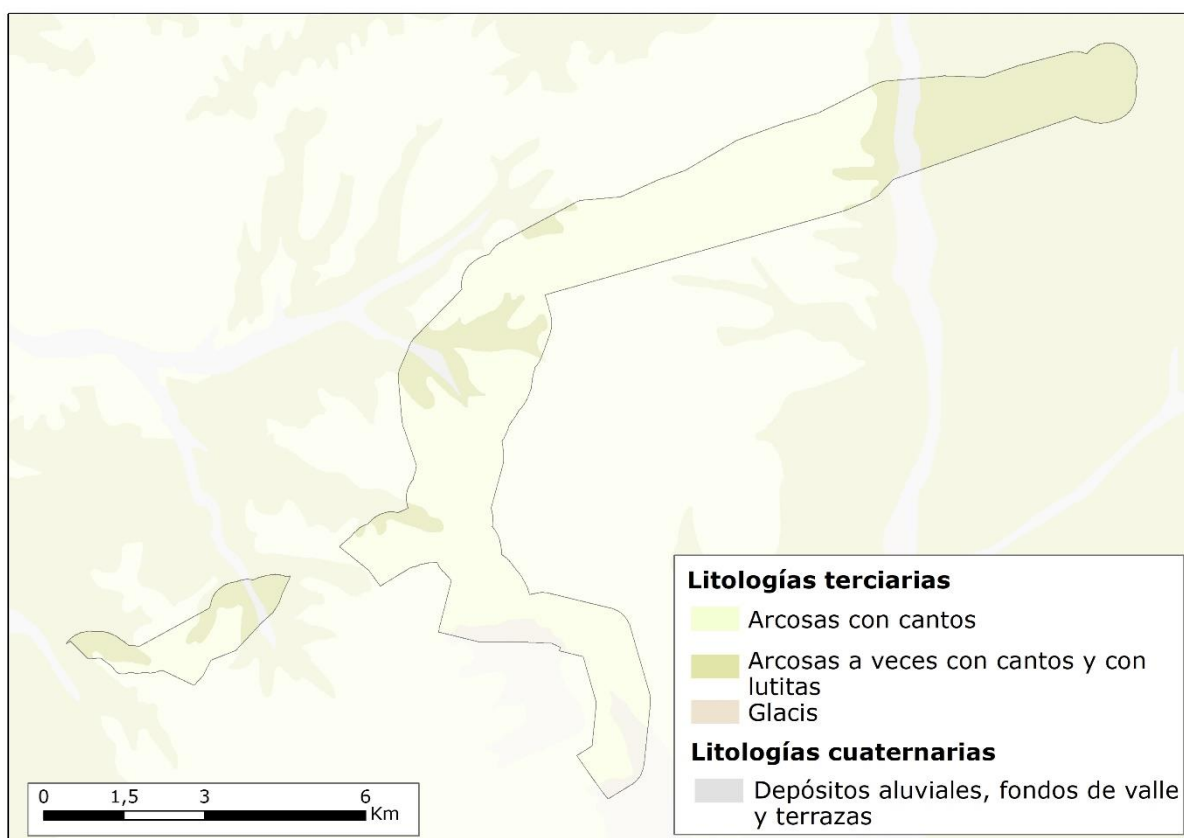 Litologías terciarias
Arcosas con cantos
Arcosas a veces con cantos y con
lutitas
Glacis
Litologías cuaternarias
Depósitos aluviales, fondos de valle
y terrazas
0 1,5 3 6
Km